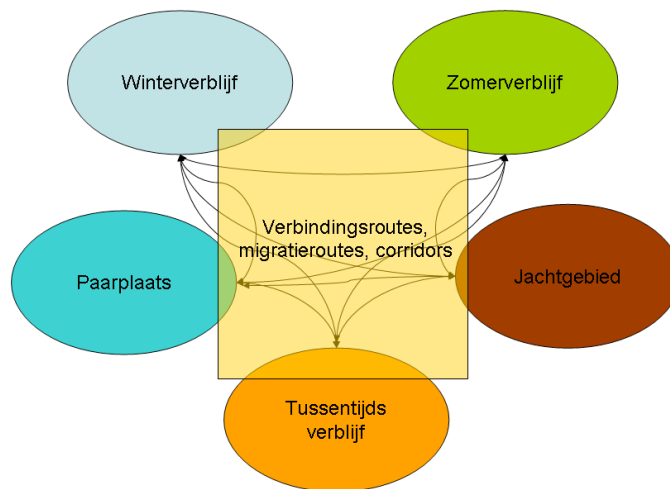 Winterverblijf
Zomerverblijf
Verbindingsroutes,
migratieroutes, corridors
Paarplaats
Jachtgebied
Tussentijds
verblijf